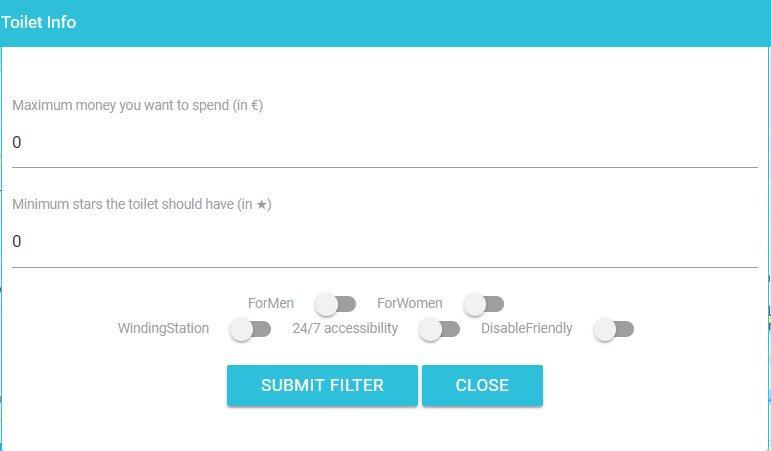 Toilet Info
Maximum money you want to spend (in €)
0
Minimum stars the toilet should have (in ★)
0
ForMen ForWomen
WindingStation 24/7 accessibility DisableFriendly
SUBMIT FILTER CLOSE